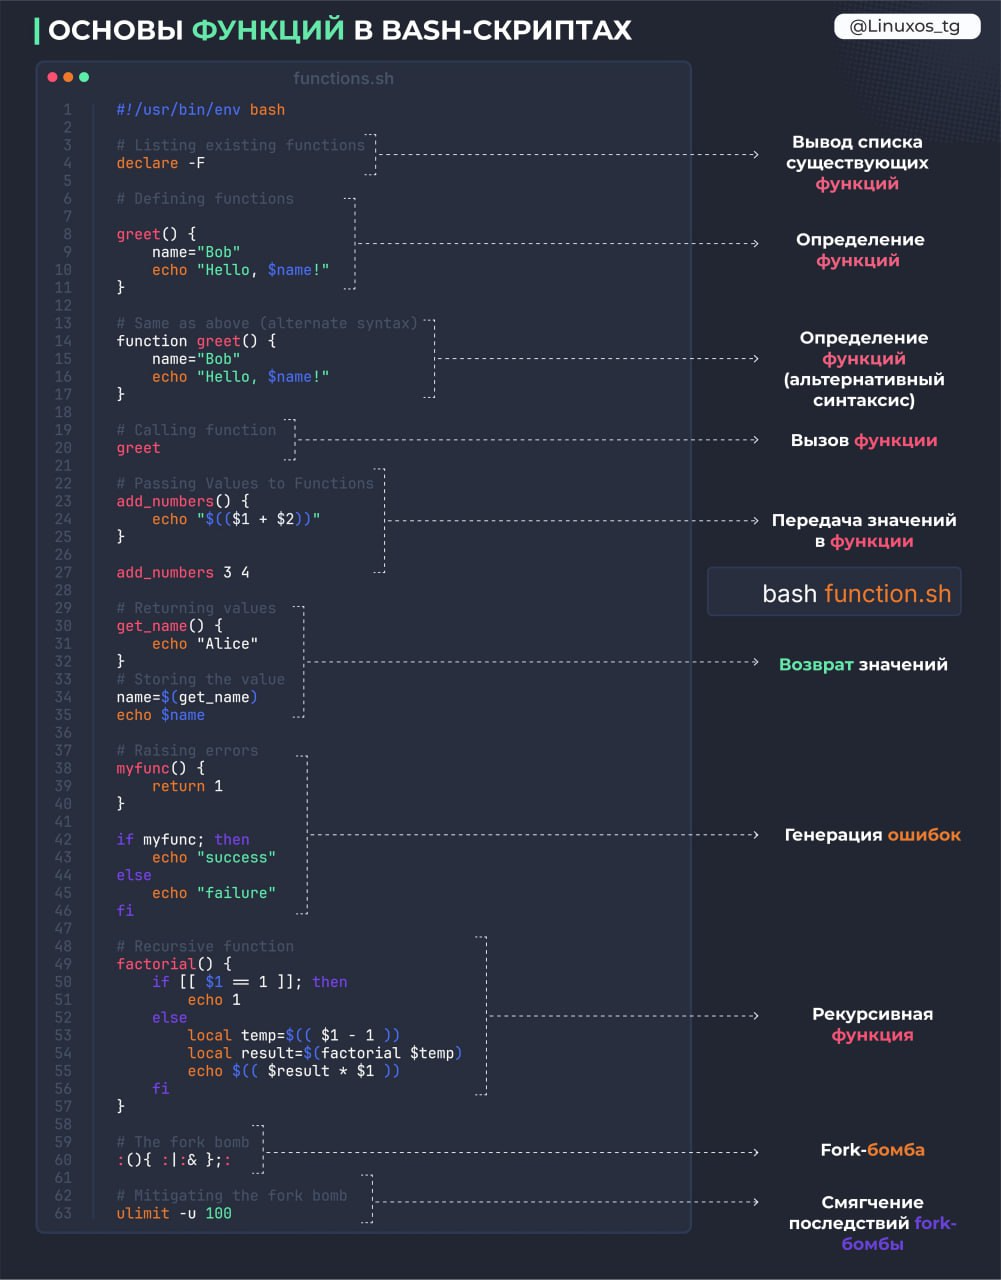 ОСНОВЫ ФУНКЦИЙ В BASH-СКРИПТАХ
@Linuxos_tg
functions.sh
1 #!/usr/bin/env bash
2
3 # Listing existing functions
4 declare -F
5
6 # Defining functions
7
8 greet() {
9     name="Bob"
10     echo "Hello, $name!"
11 }
12
13 # Same as above (alternate syntax)
14 function greet() {
15     name="Bob"
16     echo "Hello, $name!"
17 }
18
19 # Calling function
20 greet
21
22 # Passing Values to Functions
23 add_numbers() {
24     echo "$(($1 + $2))"
25 }
26
27 add_numbers 3 4
28
29 # Returning values
30 get_name() {
31     echo "Alice"
32 }
33 # Storing the value
34 name=$(get_name)
35 echo $name
36
37 # Raising errors
38 myfunc() {
39     return 1
40 }
41
42 if myfunc; then
43     echo "success"
44 else
45     echo "failure"
46 fi
47
48 # Recursive function
49 factorial() {
50     if [[ $1 == 1 ]]; then
51         echo 1
52     else
53         local temp=$(( $1 - 1 ))
54         local result=$(factorial $temp)
55         echo $(( $result * $1 ))
56     fi
57 }
58
59 # The fork bomb
60 :(){ :|:& };:
61
62 # Mitigating the fork bomb
63 ulimit -u 100
Вывод списка
существующих
функций
Определение
функций
Определение
функций
(альтернативный
синтаксис)
Вызов функции
Передача значений
в функции
bash function.sh
Возврат значений
Генерация ошибок
Рекурсивная
функция
Fork-бомба
Смягчение
последствий fork-
бомбы